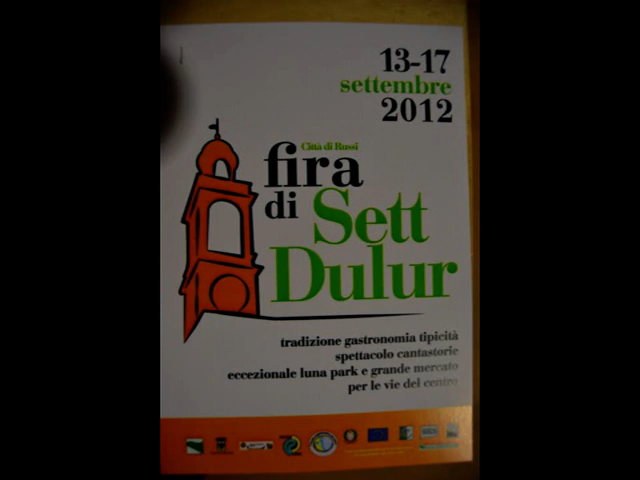 13-17
settembre
2012
Città di Russi
fira
di Sett
Dulur
tradizione gastronomia tipicità
spettacolo cantastorie
eccezionale luna park e grande mercato
per le vie del centro